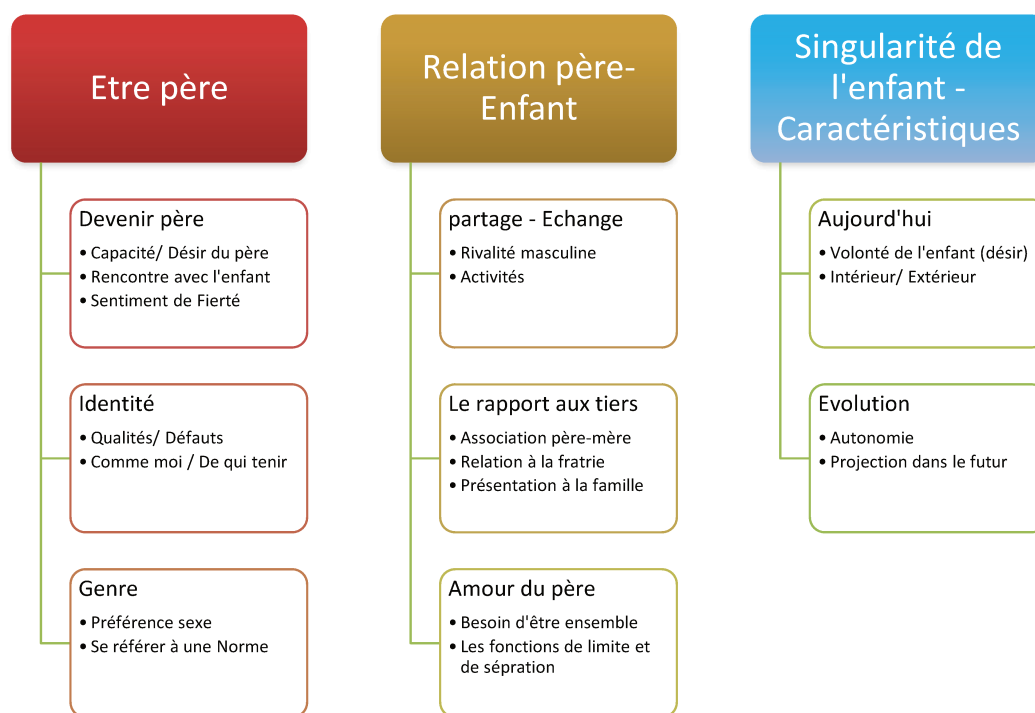 Etre père
Devenir père
• Capacité/ Désir du père
• Rencontre avec l'enfant
• Sentiment de Fierté
Identité
• Qualités/ Défauts
• Comme moi / De qui tenir
Genre
• Préférence sexe
• Se référer à une Norme
Relation père-
Enfant
partage - Echange
• Rivalité masculine
• Activités
Le rapport aux tiers
• Association père-mère
• Relation à la fratrie
• Présentation à la famille
Amour du père
• Besoin d'être ensemble
• Les fonctions de limite et
de sépration
Singularité de
l'enfant -
Caractéristiques
Aujourd'hui
• Volonté de l'enfant (désir)
• Intérieur/ Extérieur
Evolution
• Autonomie
• Projection dans le futur